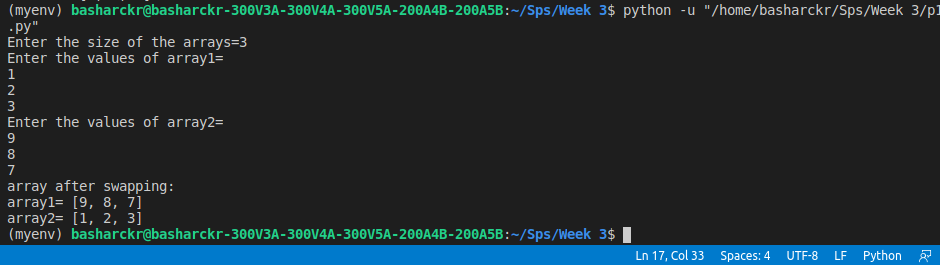 (myenv) basharckr@basharckr-300V3A-300V4A-300V5A-200A4B-200A5B:~/Sps/Week 3$ python -u "/home/basharckr/Sps/Week 3/p1
.py"
Enter the size of the arrays=3
Enter the values of array1=
1
2
3
Enter the values of array2=
9
8
7
array after swapping:
array1= [9, 8, 7]
array2= [1, 2, 3]
(myenv) basharckr@basharckr-300V3A-300V4A-300V5A-200A4B-200A5B:~/Sps/Week 3$
Ln 17, Col 33 Spaces: 4 UTF-8 LF Python